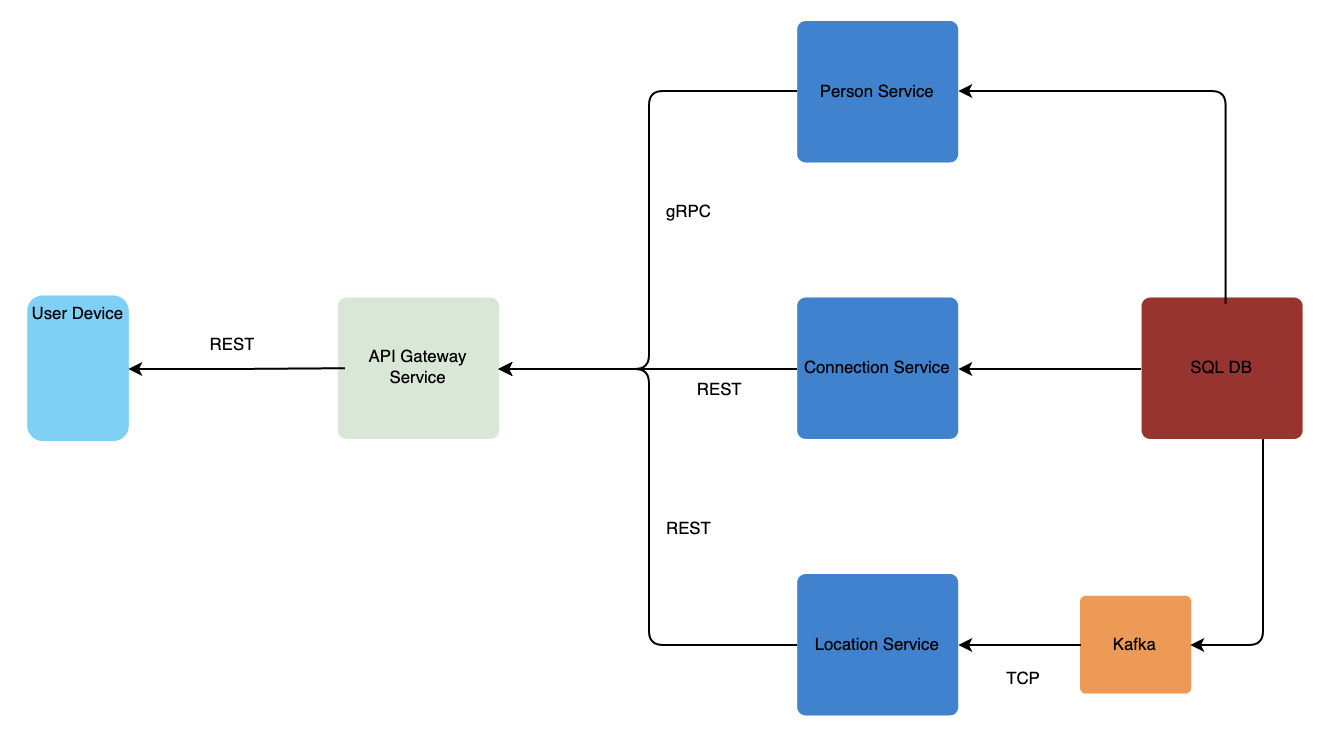 Person Service
gRPC
User Device
REST
API Gateway
Service
Connection Service
SQL DB
REST
REST
Location Service
Kafka
TCP